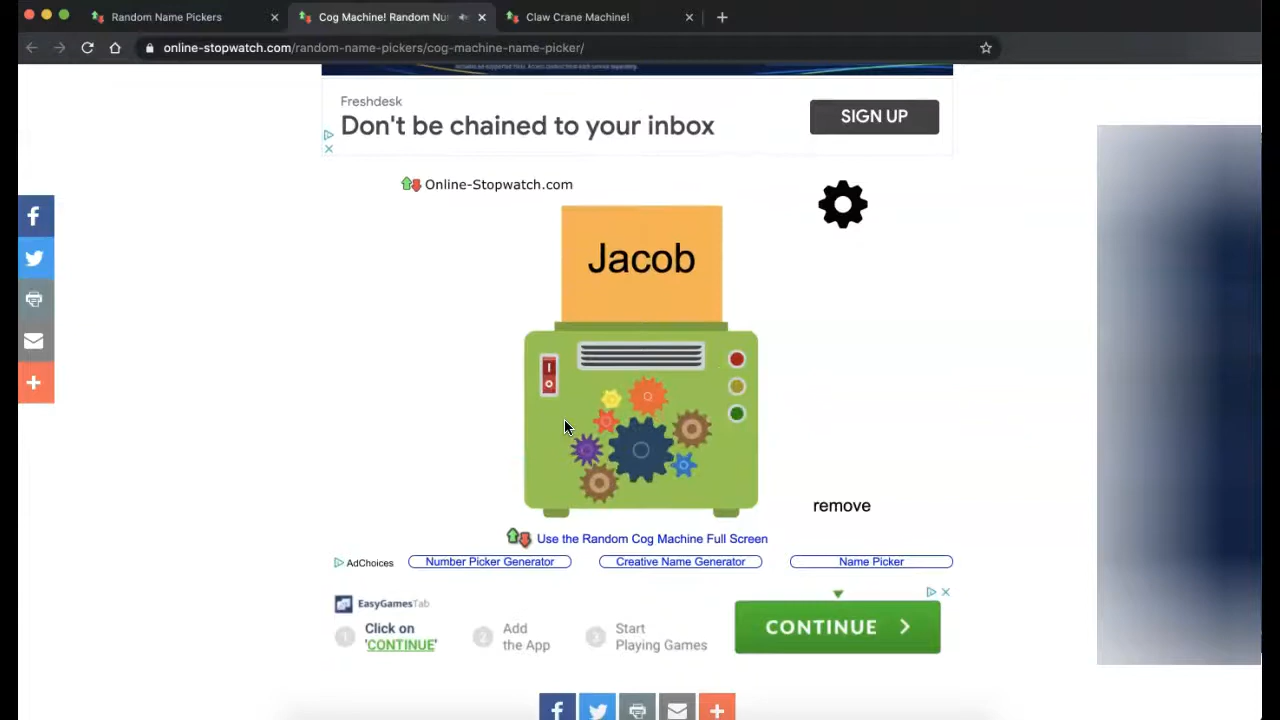 Random Name Pickers
Cog Machine! Random Nu
Claw Crane Machine!
online-stopwatch.com/random-name-pickers/cog-machine-name-picker/
Freshdesk
Don't be chained to your inbox
SIGN UP
Online-Stopwatch.com
Jacob
remove
Use the Random Cog Machine Full Screen
AdChoices
Number Picker Generator
Creative Name Generator
Name Picker
EasyGamesTab
1 Click on
'CONTINUE'
2 Add
the App
3 Start
Playing Games
CONTINUE